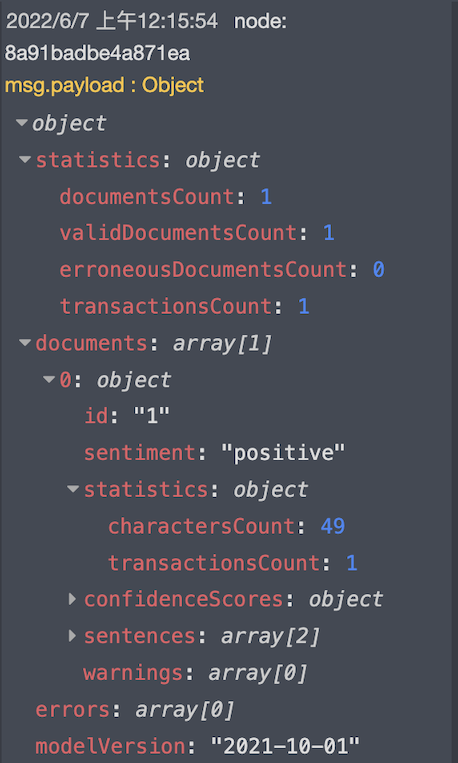 2022/6/7 上午12:15:54 node:
8a91badbe4a871ea
msg.payload : Object
object
statistics: object
documentsCount: 1
validDocumentsCount: 1
erroneousDocumentsCount: 0
transactionsCount: 1
documents: array[1]
0: object
id: "1"
sentiment: "positive"
statistics: object
charactersCount: 49
transactionsCount: 1
confidenceScores: object
sentences: array[2]
warnings: array[0]
errors: array[0]
modelVersion: "2021-10-01"